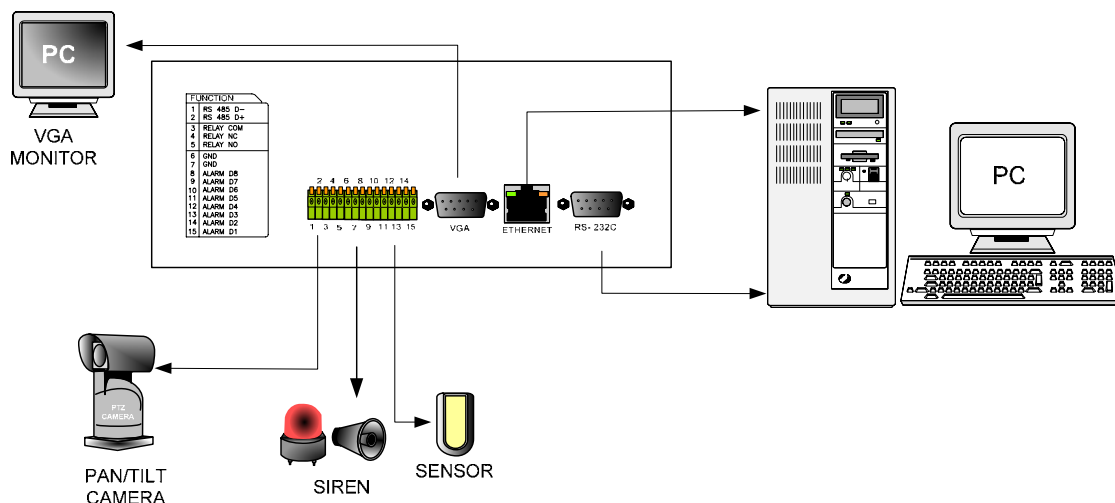 PC
VGA
MONITOR
FUNCTION
1 RS 485 D-
2 RS 485 D+
3 RELAY COM
4 RELAY NC
5 RELAY NO
6 GND
7 GND
8 ALARM D8
9 ALARM D7
10 ALARM D6
11 ALARM D5
12 ALARM D4
13 ALARM D3
14 ALARM D2
15 ALARM D1
2 4 6 8 10 12 14
1 3 5 7 9 11 13 15
VGA
ETHERNET
RS-232C
PC
PTZ
CAMERA
PAN/TILT
CAMERA
SIREN
SENSOR